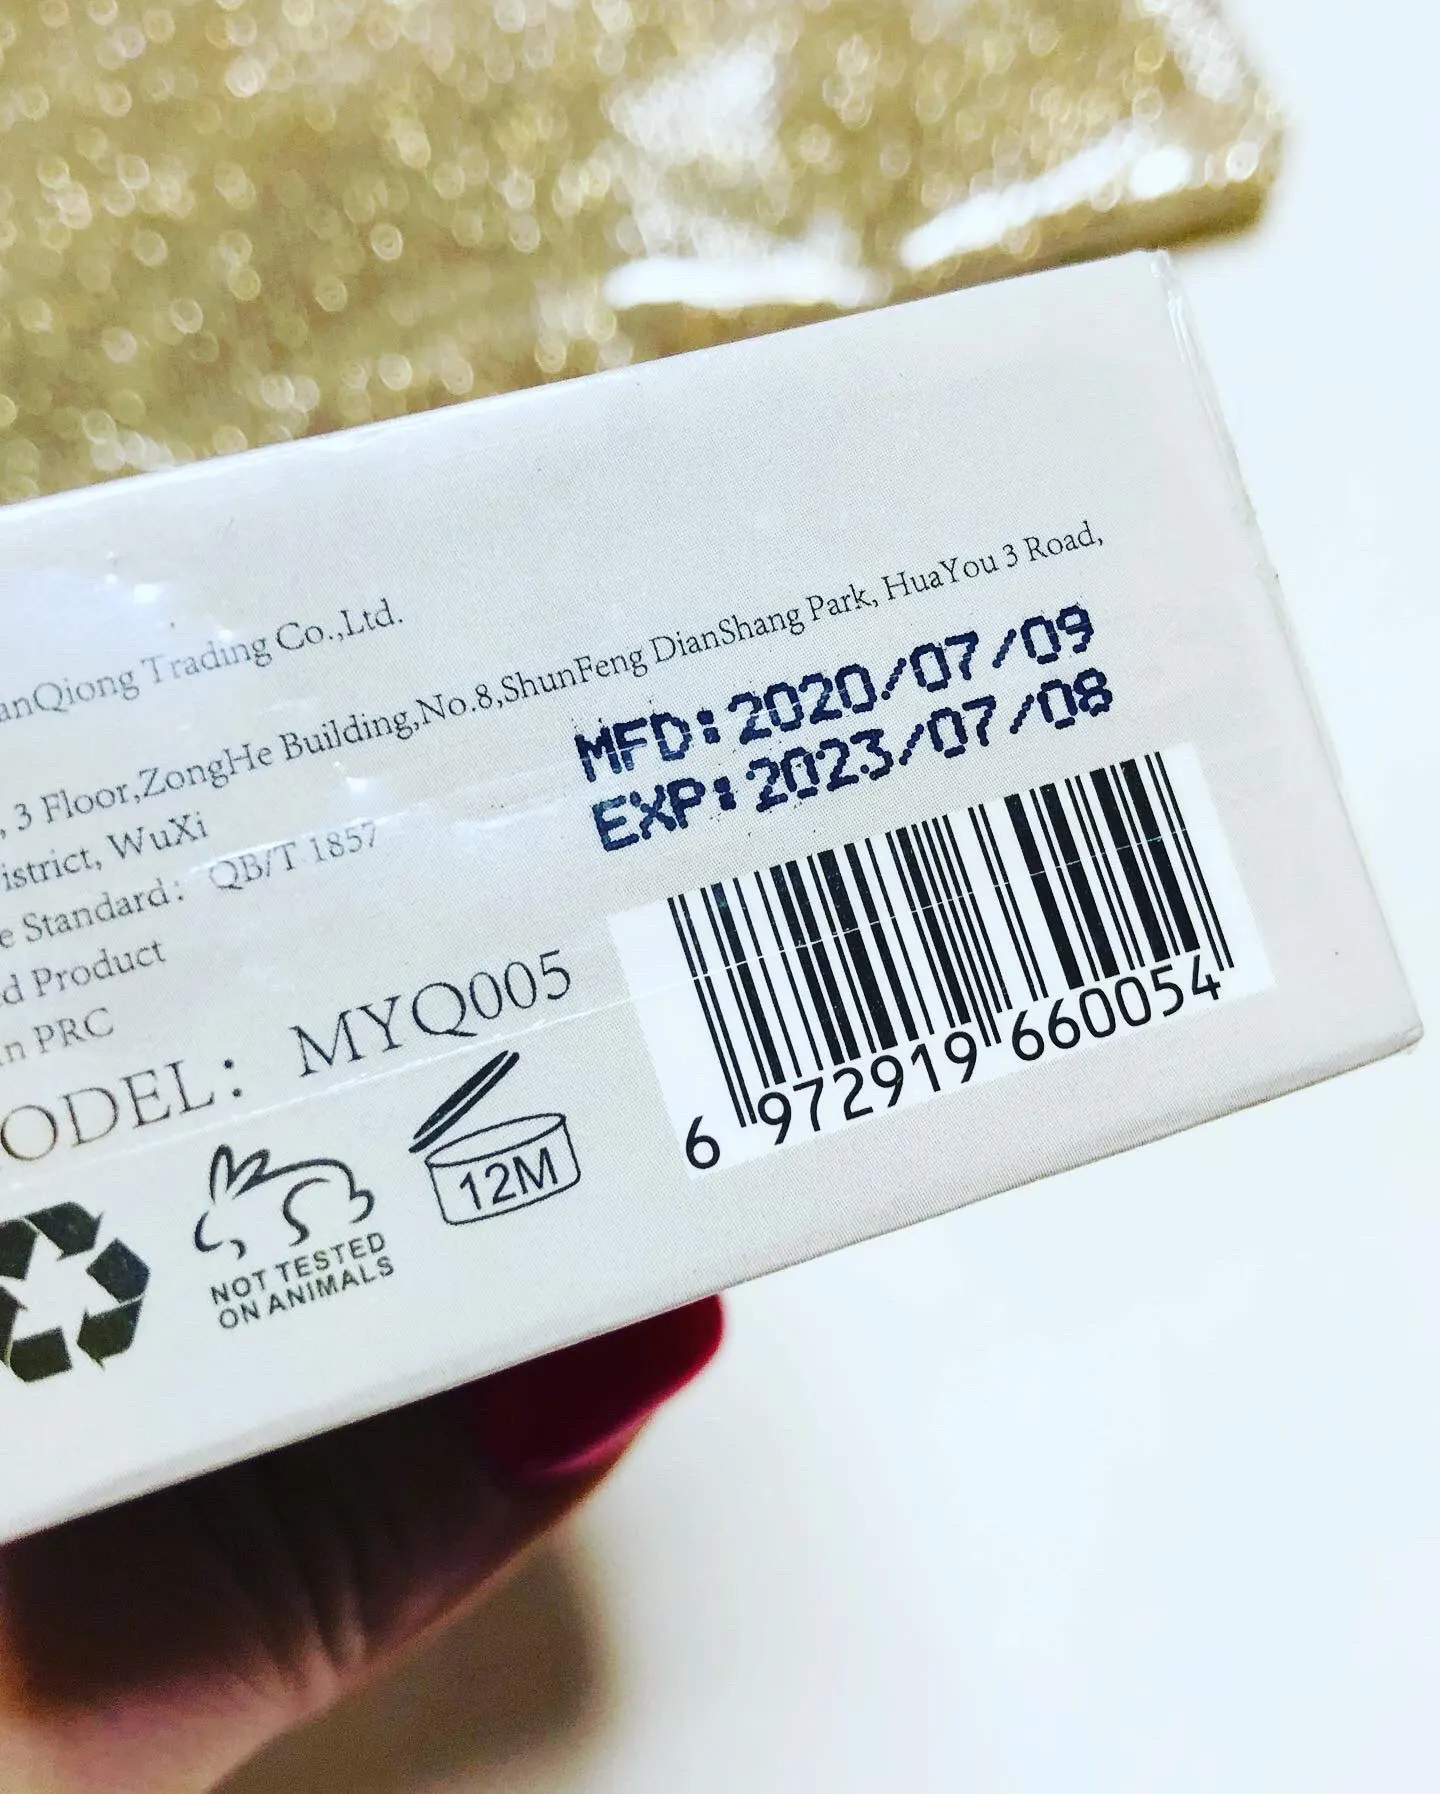 anQiong Trading Co.,Ltd.
, 3 Floor,ZongHe Building,No.8,ShunFeng DianShang Park, HuaYou 3 Road,
istrict, WuXi
e Standard: QB/T 1857
d Product
n PRC
ODEL: MYQ005
MFD:2020/07/09
EXP:2023/07/08
6 972919 660054
12M
NOT TESTED
ON ANIMALS